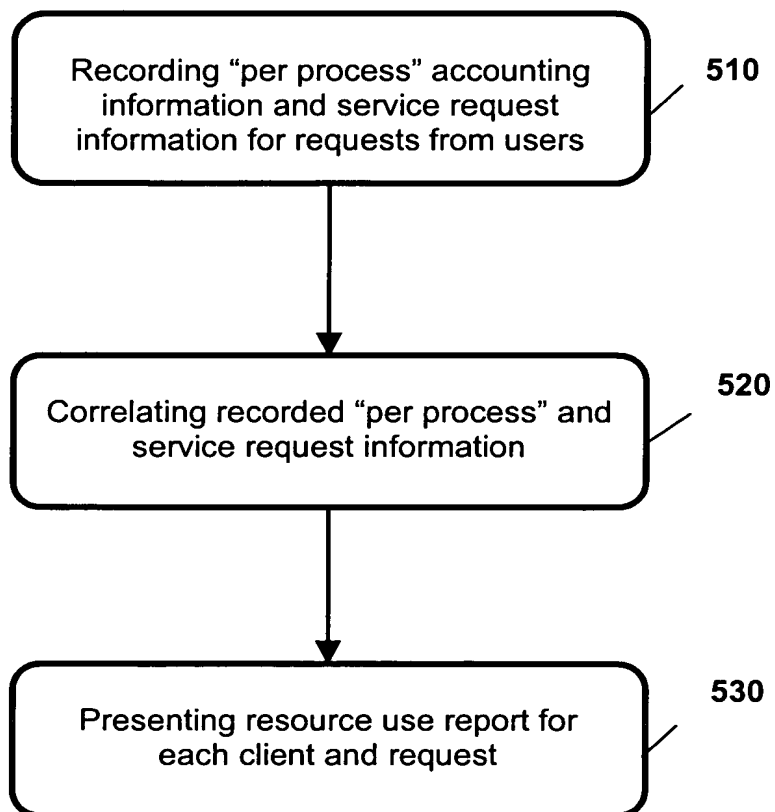 Recording “per process” accounting
information and service request
information for requests from users
510
Correlating recorded “per process” and
service request information
520
Presenting resource use report for
each client and request
530